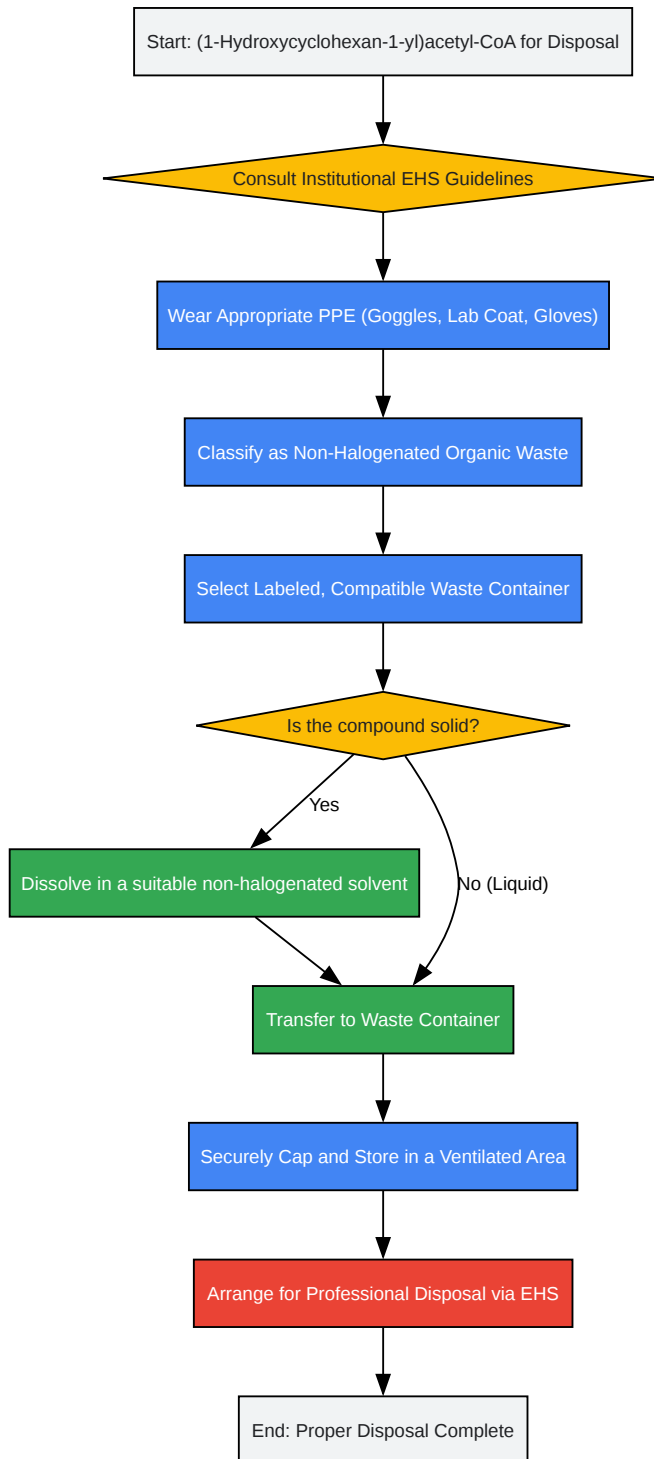 Start: (1-Hydroxycyclohexan-1-yl)acetyl-CoA for Disposal
Consult Institutional EHS Guidelines
Wear Appropriate PPE (Goggles, Lab Coat, Gloves)
Classify as Non-Halogenated Organic Waste
Select Labeled, Compatible Waste Container
Is the compound solid?
Yes
Dissolve in a suitable non-halogenated solvent
No (Liquid)
Transfer to Waste Container
Securely Cap and Store in a Ventilated Area
Arrange for Professional Disposal via EHS
End: Proper Disposal Complete